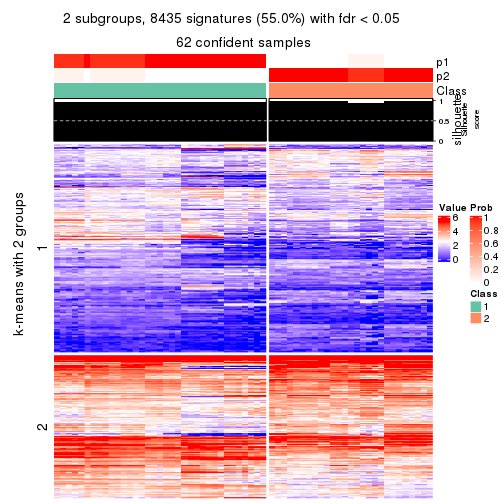 2 subgroups, 8435 signatures (55.0%) with fdr < 0.05
62 confident samples
p1
p2
Class
1
0.5
0
silhouette
Silhouette
score
k-means with 2 groups
1
2
Value
6
4
2
0
Prob
1
0.8
0.6
0.4
0.2
0
Class
1
2